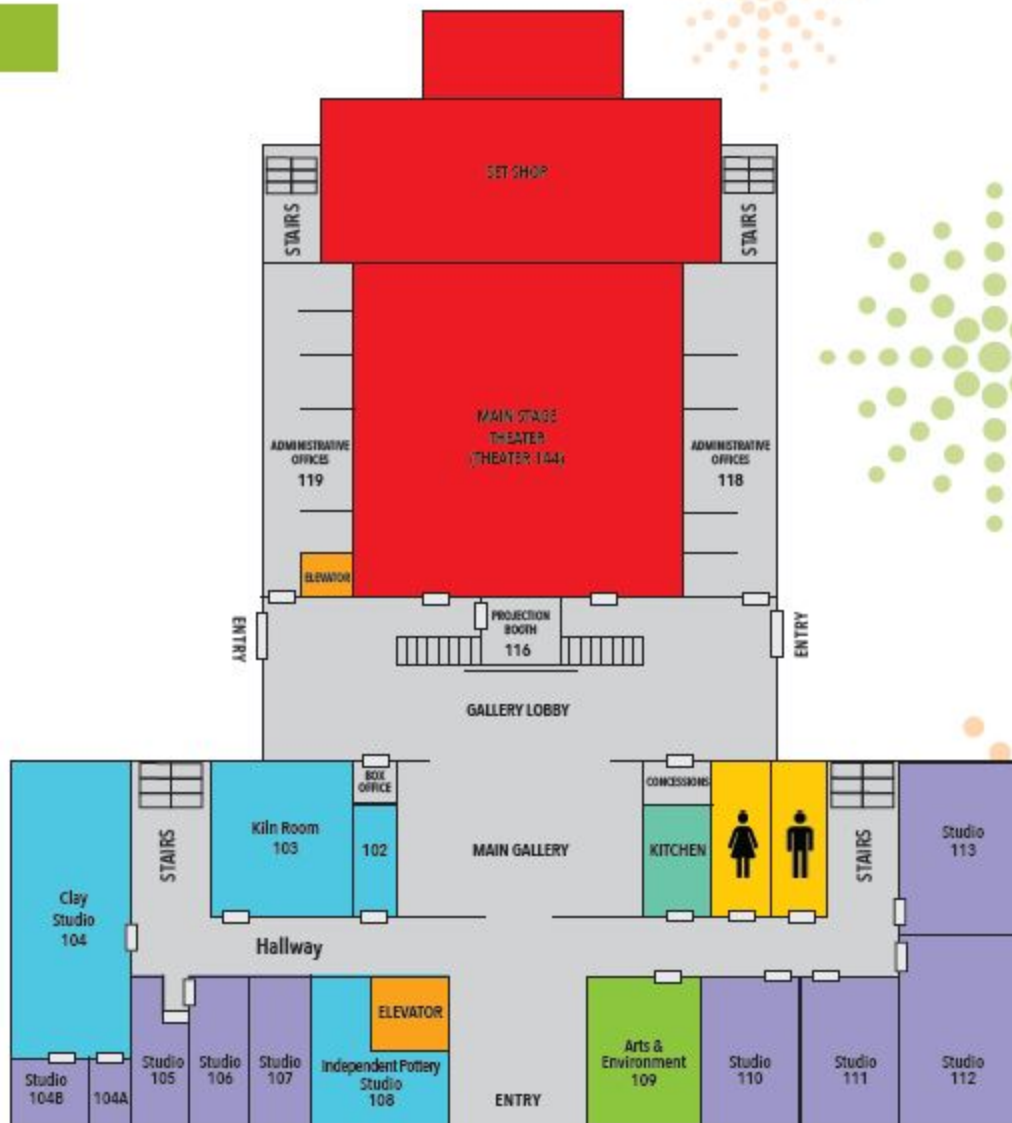 SET SHOP
STAIRS
STAIRS
MAIN STAGE
THEATER
(THEATER 144)
ADMINISTRATIVE
OFFICES
119
ADMINISTRATIVE
OFFICES
118
ELEVATOR
ENTRY
PROJECTION
BOOTH
116
ENTRY
GALLERY LOBBY
BOX
OFFICE
CONCESSIONS
STAIRS
Kiln Room
103
102
MAIN GALLERY
KITCHEN
STAIRS
Studio
113
Clay
Studio
104
Hallway
ELEVATOR
Studio
104B
104A
Studio
105
Studio
106
Studio
107
Independent Pottery
Studio
108
ENTRY
Arts &
Environment
109
Studio
110
Studio
111
Studio
112